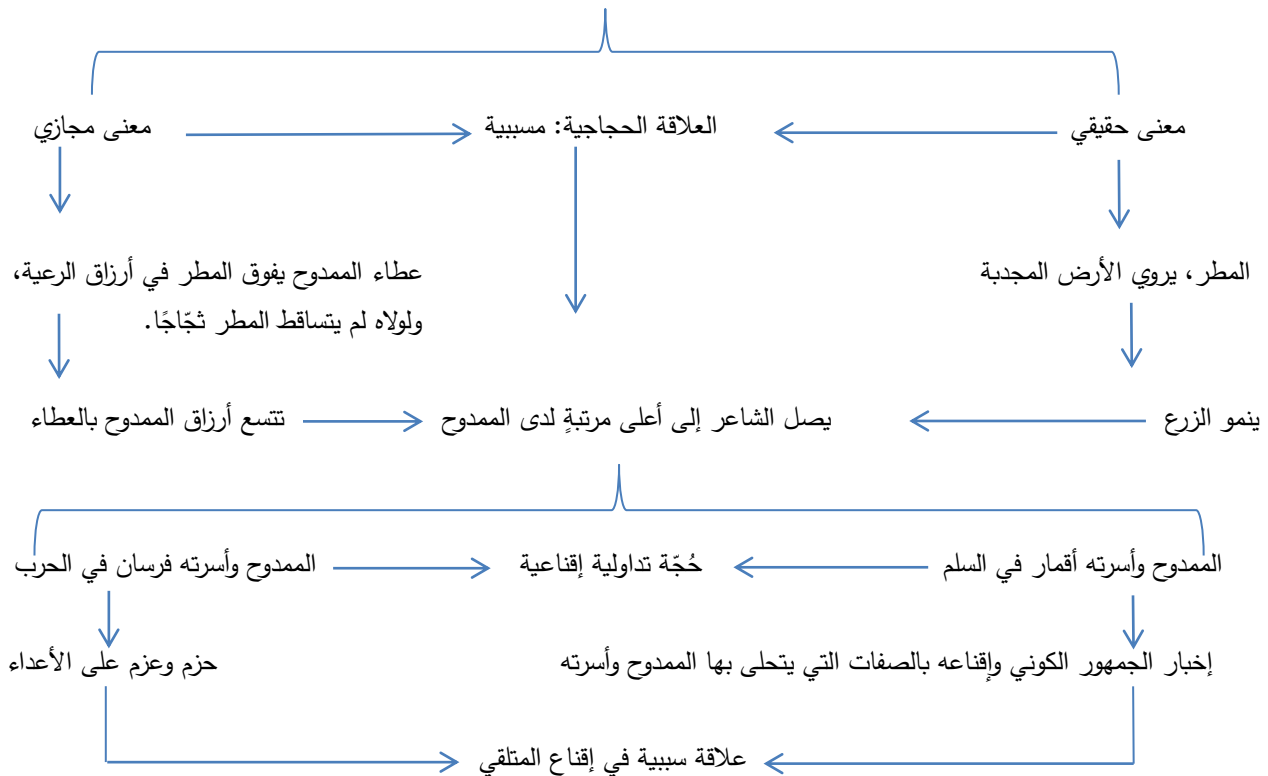 معنى حقيقي
العلاقة الحجاجية: مسببية
معنى مجازي
المطر، يروي الأرض المجدبة
عطاء الممدوح يفوق المطر في أرزاق الرعية،
ولولاه لم يتساقط المطر ثجّاجًا.
ينمو الزرع
يصل الشاعر إلى أعلى مرتبةٍ لدى الممدوح
تتسع أرزاق الممدوح بالعطاء
الممدوح وأسرته أقمار في السلم
حُجّة تداولية إقناعية
الممدوح وأسرته فرسان في الحرب
إخبار الجمهور الكوني وإقناعه بالصفات التي يتحلى بها الممدوح وأسرته
حزم وعزم على الأعداء
علاقة سببية في إقناع المتلقي